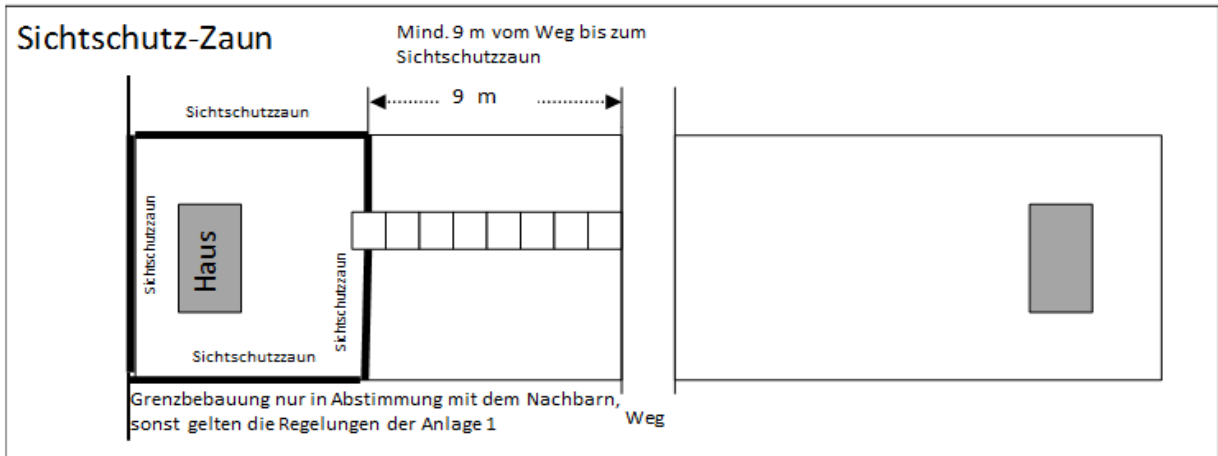 Sichtschutz-Zaun
Mind. 9 m vom Weg bis zum
Sichtschutzzaun
9 m
Sichtschutzzaun
Sichtschutzzaun
Haus
Sichtschutzzaun
Sichtschutzzaun
Grenzbebauung nur in Abstimmung mit dem Nachbarn,
sonst gelten die Regelungen der Anlage 1
Weg